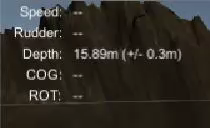 Speed: --
Rudder: --
Depth: 15.89m (+/- 0.3m)
COG: --
ROT: --